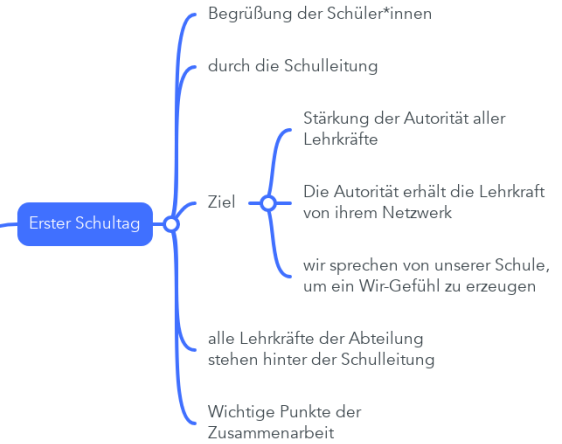 Begrüßung der Schüler*innen
durch die Schulleitung
Stärkung der Autorität aller
Lehrkräfte
Ziel
Die Autorität erhält die Lehrkraft
von ihrem Netzwerk
Erster Schultag
wir sprechen von unserer Schule,
um ein Wir-Gefühl zu erzeugen
alle Lehrkräfte der Abteilung
stehen hinter der Schulleitung
Wichtige Punkte der
Zusammenarbeit